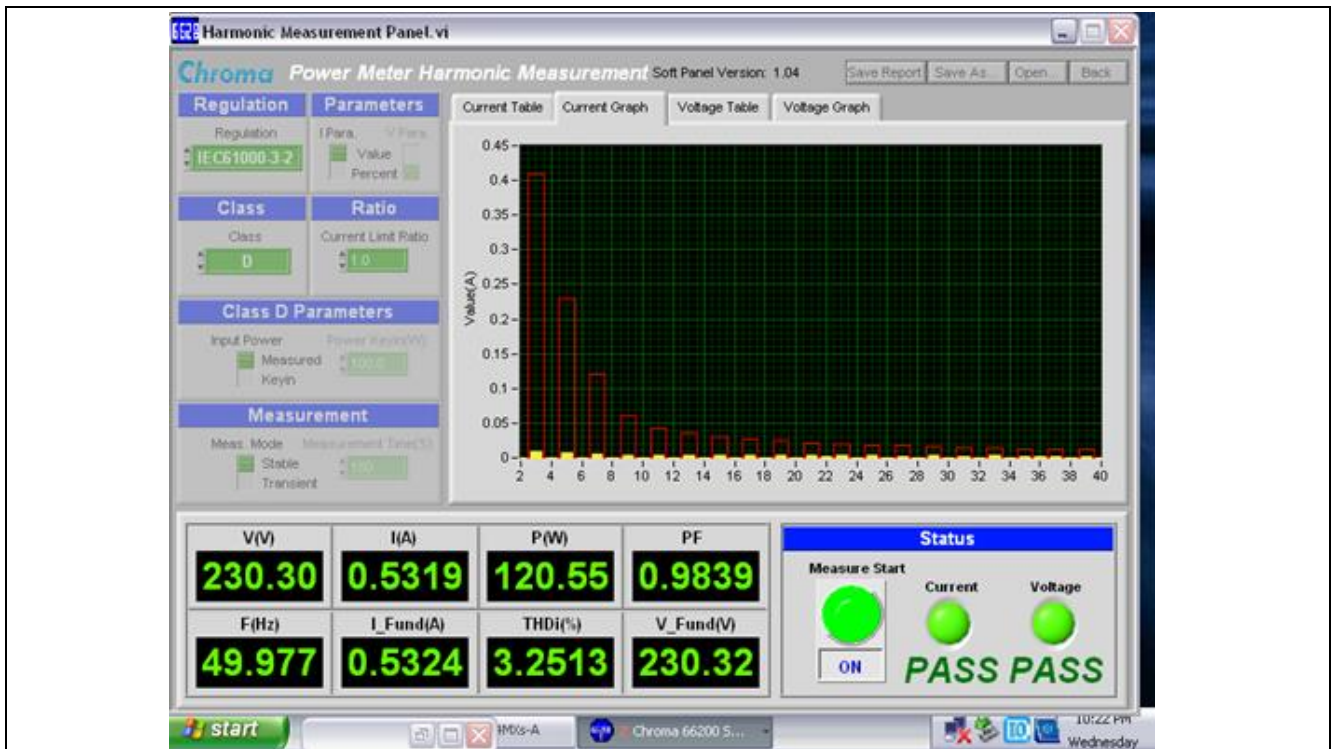 Harmonic Measurement Panel.vi
Chroma Power Meter Harmonic Measurement Soft Panel Version: 1.04 Save Report Save As... Open... Back
Regulation Parameters
Current Table Current Graph Voltage Table Voltage Graph
Regulation
IEC61000-3-2
I Para. V Para.
Value
Percent
Class Ratio
Class
D
Current Limit Ratio
1.0
Class D Parameters
Input Power
Measured
Keyin
Measurement
Meas. Mode Measurement Time(S)
Stable
Transient
Value(A)
0.45
0.4
0.35
0.3
0.25
0.2
0.15
0.1
0.05
0
2 4 6 8 10 12 14 16 18 20 22 24 26 28 30 32 34 36 38 40
V(V) I(A) P(W) PF
230.30 0.5319 120.55 0.9839
F(Hz) I_Fund(A) THDi(%) V_Fund(V)
49.977 0.5324 3.2513 230.32
Status
Measure Start
Current Voltage
ON
PASS PASS
start
Chroma 66200 S...
10:22 PM
Wednesday